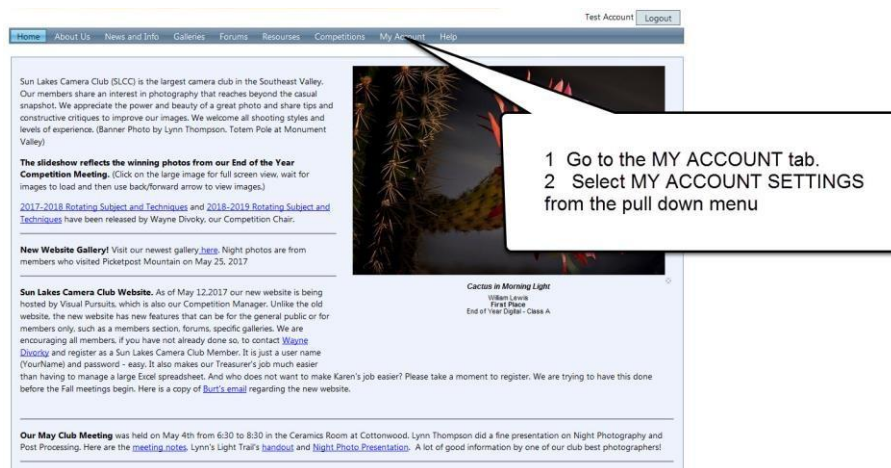 Test Account Logout
Home About Us News and Info Galleries Forums Resourses Competitions My Account Help
Sun Lakes Camera Club (SLCC) is the largest camera club in the Southeast Valley.
Our members share an interest in photography that reaches beyond the casual
snapshot. We appreciate the power and beauty of a great photo and share tips and
constructive critiques to improve our images. We welcome all shooting styles and
levels of experience. (Banner Photo by Lynn Thompson, Totem Pole at Monument
Valley)
The slideshow reflects the winning photos from our End of the Year
Competition Meeting. (Click on the large image for full screen view, wait for
images to load and then use back/forward arrow to view images.)
2017-2018 Rotating Subject and Techniques and 2018-2019 Rotating Subject and
Techniques have been released by Wayne Divoky, our Competition Chair.
New Website Gallery! Visit our newest gallery here. Night photos are from
members who visited Picketpost Mountain on May 25, 2017
Sun Lakes Camera Club Website. As of May 12,2017 our new website is being
hosted by Visual Pursuits, which is also our Competition Manager. Unlike the old
website, the new website has new features that can be for the general public or for
members only, such as a members section, forums, specific galleries. We are
encouraging all members, if you have not already done so, to contact Wayne
Divorky and register as a Sun Lakes Camera Club Member. It is just a user name
(YourName) and password - easy. It also makes our Treasurer's job much easier
than having to manage a large Excel spreadsheet. And who does not want to make Karen's job easier? Please take a moment to register. We are trying to have this done
before the Fall meetings begin. Here is a copy of Burt's email regarding the new website.
Our May Club Meeting was held on May 4th from 6:30 to 8:30 in the Ceramics Room at Cottonwood. Lynn Thompson did a fine presentation on Night Photography and
Post Processing. Here are the meeting notes, Lynn's Light Trail's handout and Night Photo Presentation. A lot of good information by one of our club best photographers!
Cactus in Morning Light
William Lewis
First Place
End of Year Digital - Class A
1 Go to the MY ACCOUNT tab.
2 Select MY ACCOUNT SETTINGS
from the pull down menu